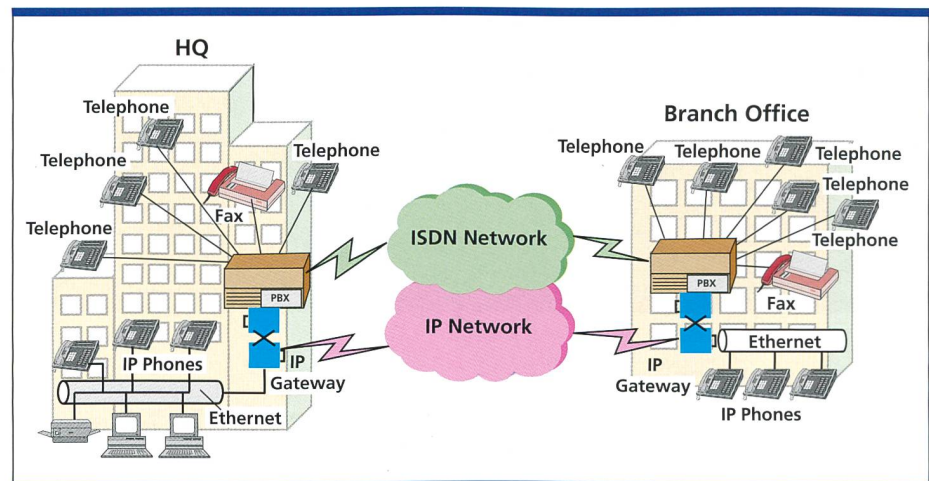 HQ
Telephone
Telephone
Telephone
Fax
Telephone
PBX
IP
Gateway
IP Phones
Ethernet
ISDN Network
IP Network
Branch Office
Telephone
Telephone
Telephone
Telephone
PBX
Fax
IP
Gateway
Ethernet
IP Phones